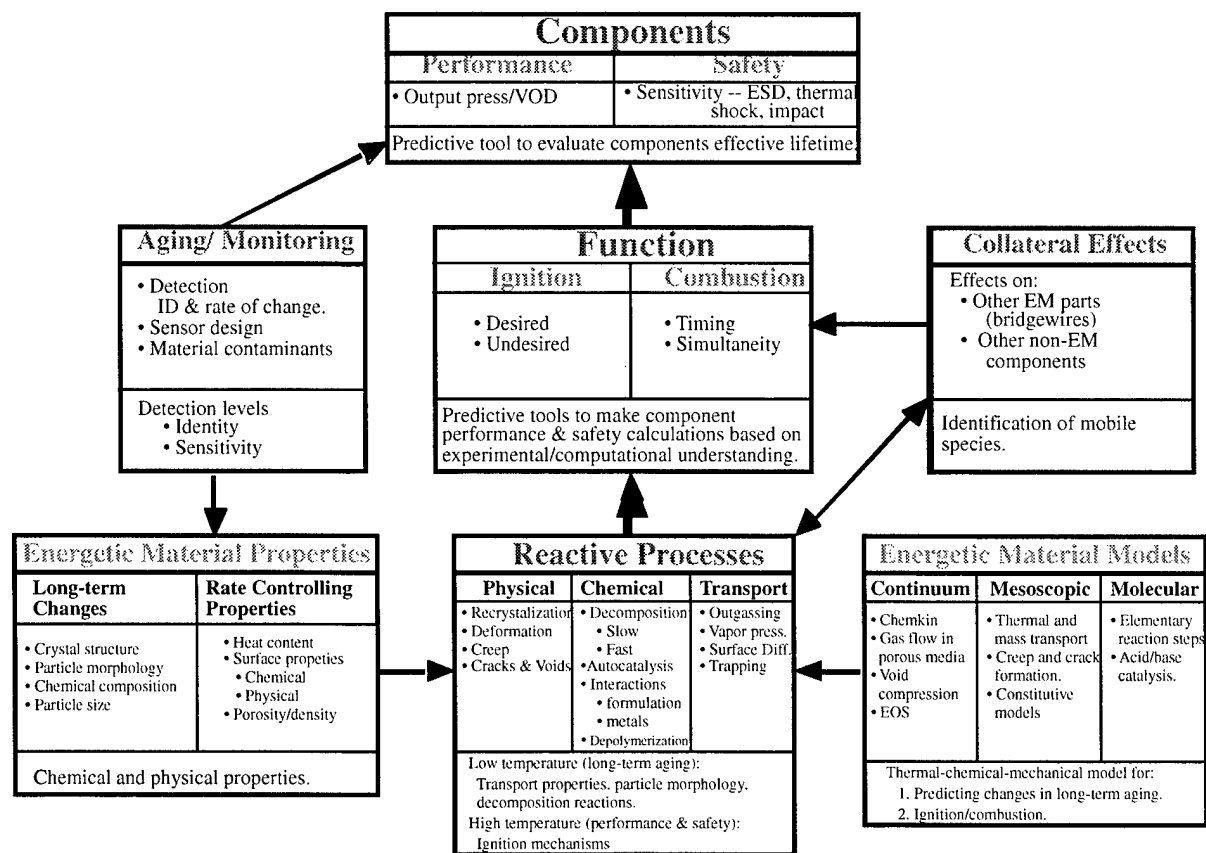 Components
Performance
Safety
• Output press/VOD
• Sensitivity -- ESD, thermal
shock, impact
Predictive tool to evaluate components effective lifetime.
Aging/ Monitoring
• Detection
ID & rate of change.
• Sensor design
• Material contaminants
Detection levels
• Identity
• Sensitivity
Function
Ignition
Combustion
• Desired
• Undesired
• Timing
• Simultaneity
Predictive tools to make component
performance & safety calculations based on
experimental/computational understanding.
Collateral Effects
Effects on:
• Other EM parts
(bridgewires)
• Other non-EM
components
Identification of mobile
species.
Energetic Material Properties
Long-term
Changes
• Crystal structure
• Particle morphology
• Chemical composition
• Particle size
Rate Controlling
Properties
• Heat content
• Surface propeties
• Chemical
• Physical
• Porosity/density
Chemical and physical properties.
Reactive Processes
Physical
• Recrystalization
• Deformation
• Creep
• Cracks & Voids
Chemical
• Decomposition
• Slow
• Fast
• Autocatalysis
• Interactions
• formulation
• metals
• Depolymerization
Transport
• Outgassing
• Vapor press.
• Surface Diff.
• Trapping
Low temperature (long-term aging):
Transport properties. particle morphology.
decomposition reactions.
High temperature (performance & safety):
Ignition mechanisms
Energetic Material Models
Continuum
• Chemkin
• Gas flow in
porous media
• Void
compression
• EOS
Mesoscopic
• Thermal and
mass transport
• Creep and crack
formation.
• Constitutive
models
Molecular
• Elementary
reaction steps
• Acid/base
catalysis.
Thermal-chemical-mechanical model for:
1. Predicting changes in long-term aging.
2. Ignition/combustion.